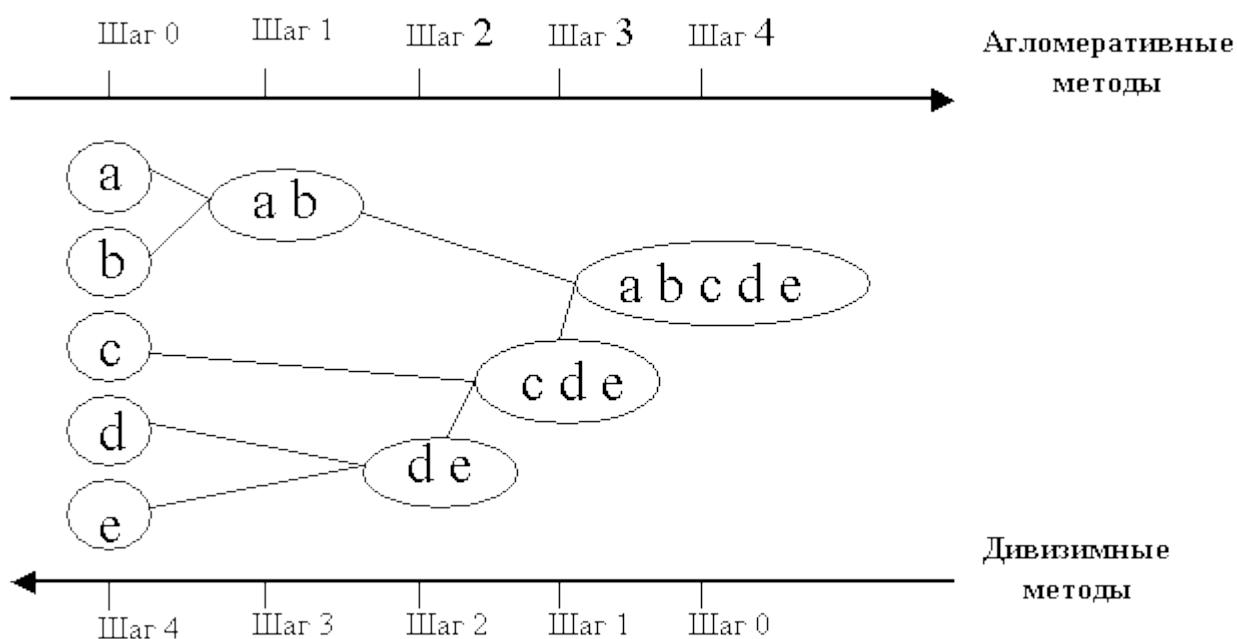 Шаг 0 Шаг 1 Шаг 2 Шаг 3 Шаг 4
Агломеративные
методы
a
a b
b
a b c d e
c
c d e
d
d e
e
Дивизимные
методы
Шаг 4 Шаг 3 Шаг 2 Шаг 1 Шаг 0